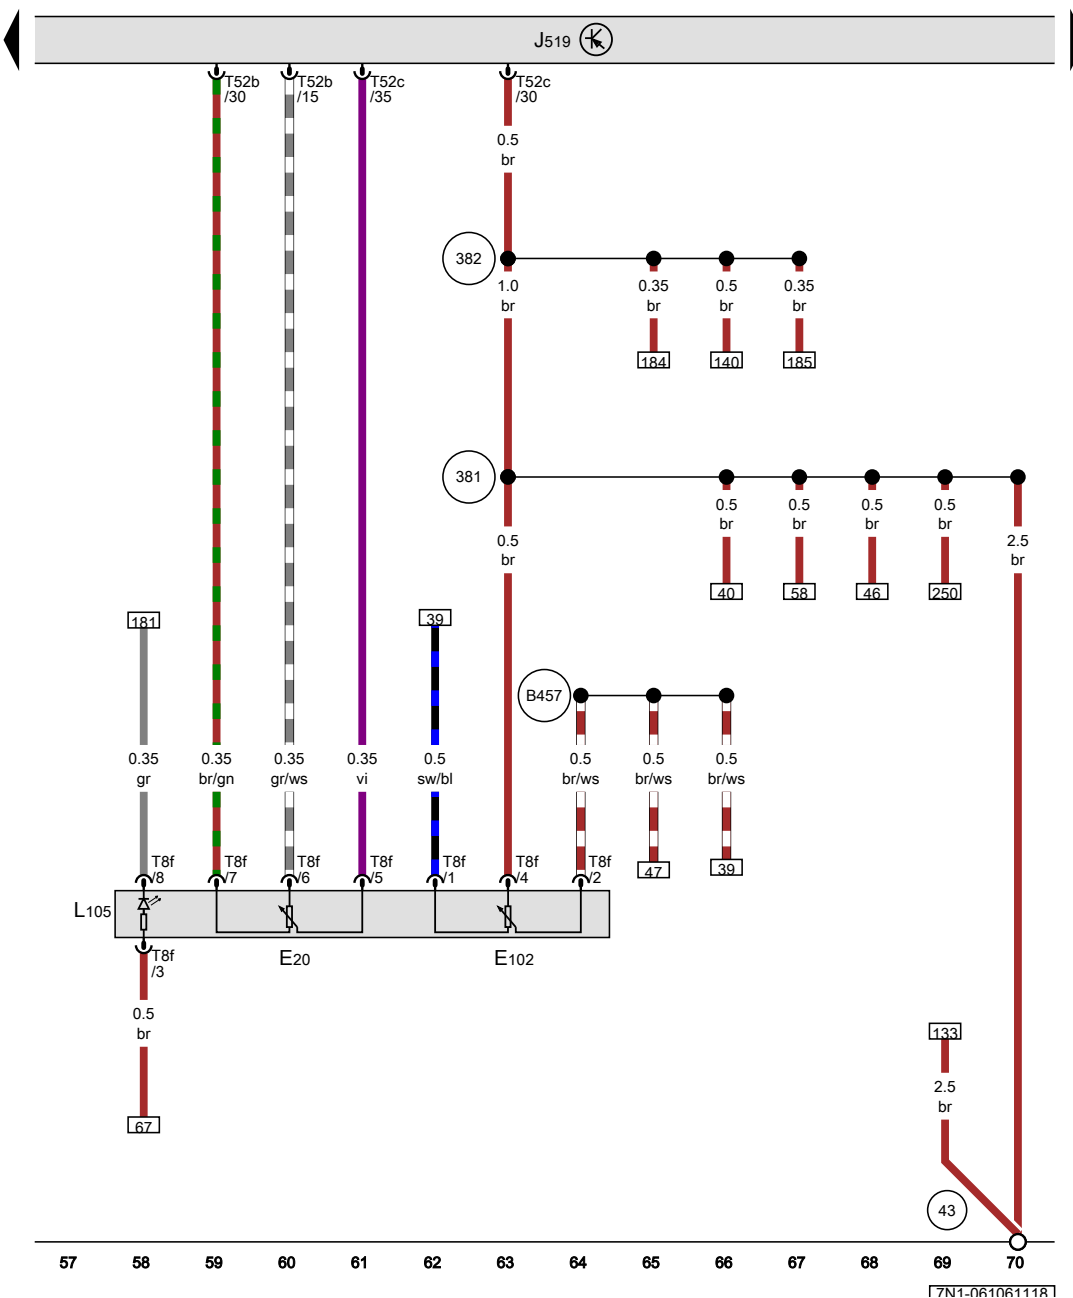 J519
T52b
/30
T52b
/15
T52c
/35
T52c
/30
0.5
br
382
1.0
br
0.35
br
0.5
br
0.35
br
184
140
185
381
0.5
br
0.5
br
0.5
br
0.5
br
0.5
br
2.5
br
40
58
46
250
181
39
B457
0.35
gr
0.35
br/gn
0.35
gr/ws
0.35
vi
0.5
sw/bl
0.5
br/ws
0.5
br/ws
0.5
br/ws
T8f
/8
T8f
/7
T8f
/6
T8f
/5
T8f
/1
T8f
/4
T8f
/2
47
39
L105
T8f
/3
E20
E102
0.5
br
67
133
2.5
br
43
57 58 59 60 61 62 63 64 65 66 67 68 69 70
7N1-061061118